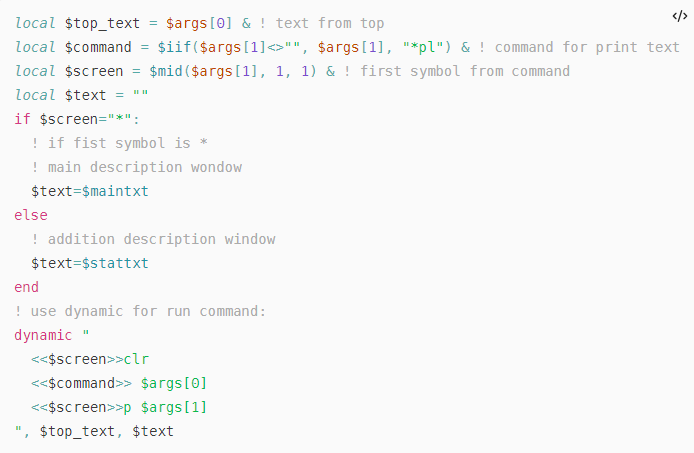 </>
local $top_text = $args[0] & ! text from top
local $command = $iif($args[1]<>"", $args[1], "*pl") & ! command for print text
local $screen = $mid($args[1], 1, 1) & ! first symbol from command
local $text = ""
if $screen="*":
  ! if fist symbol is *
  ! main description wondow
  $text=$maintxt
else
  ! addition description window
  $text=$stattxt
end
! use dynamic for run command:
dynamic "
  <<$screen>>clr
  <<$command>> $args[0]
  <<$screen>>p $args[1]
", $top_text, $text